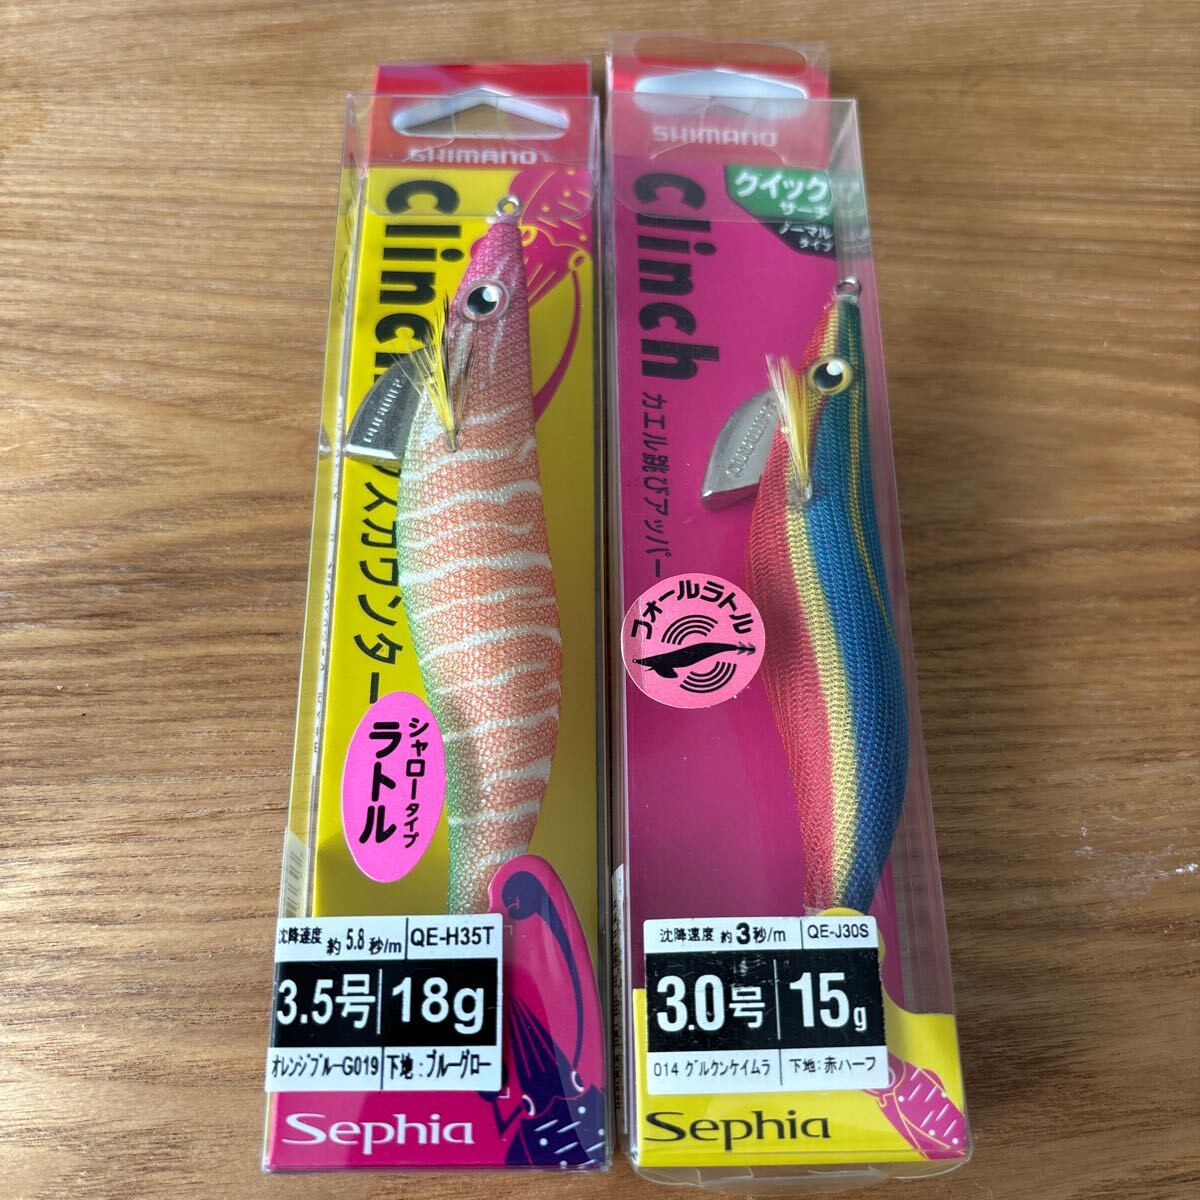 SHIMANO
clinch
スカウンター
シャロータイプ
ラトル
沈降速度 約5.8秒/m
QE-H35T
3.5号
18g
オレンジブルーG019
下地:ブルーグロー
Sephia
SHIMANO
クイック
サーチ
ノーマル
タイプ
clinch
カエル跳びアッパー
フォールラトル
沈降速度 約3秒/m
QE-J30S
3.0号
15g
014 グルクンケイムラ
下地:赤ハーフ
Sephia